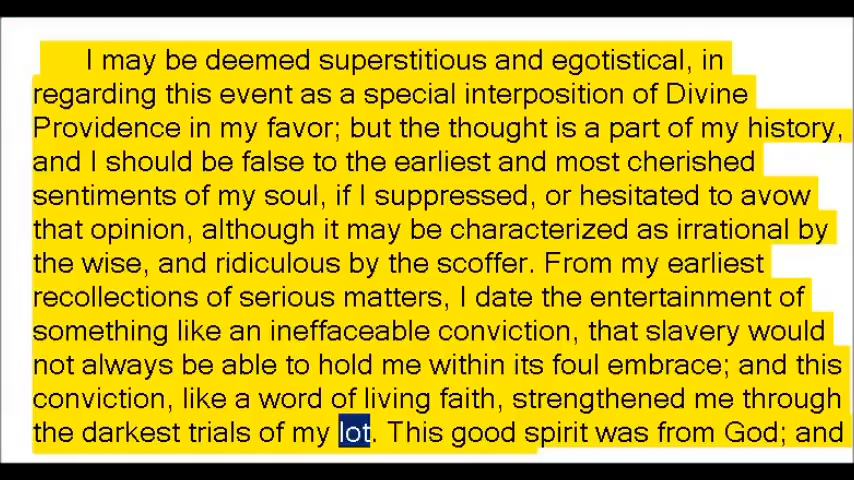 I may be deemed superstitious and egotistical, in
regarding this event as a special interposition of Divine
Providence in my favor; but the thought is a part of my history,
and I should be false to the earliest and most cherished
sentiments of my soul, if I suppressed, or hesitated to avow
that opinion, although it may be characterized as irrational by
the wise, and ridiculous by the scoffer. From my earliest
recollections of serious matters, I date the entertainment of
something like an ineffaceable conviction, that slavery would
not always be able to hold me within its foul embrace; and this
conviction, like a word of living faith, strengthened me through
the darkest trials of my lot. This good spirit was from God; and